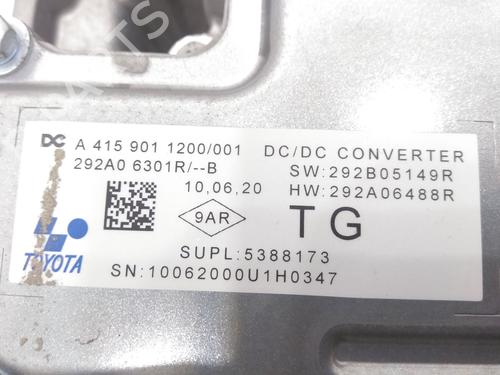 DC A 415 901 1200/001 DC/DC CONVERTER
292A0 6301R/--B SW:292B05149R
10,06,20 HW:292A06488R
9AR TG
TOYOTA SUPL:5388173
SN:10062000U1H0347